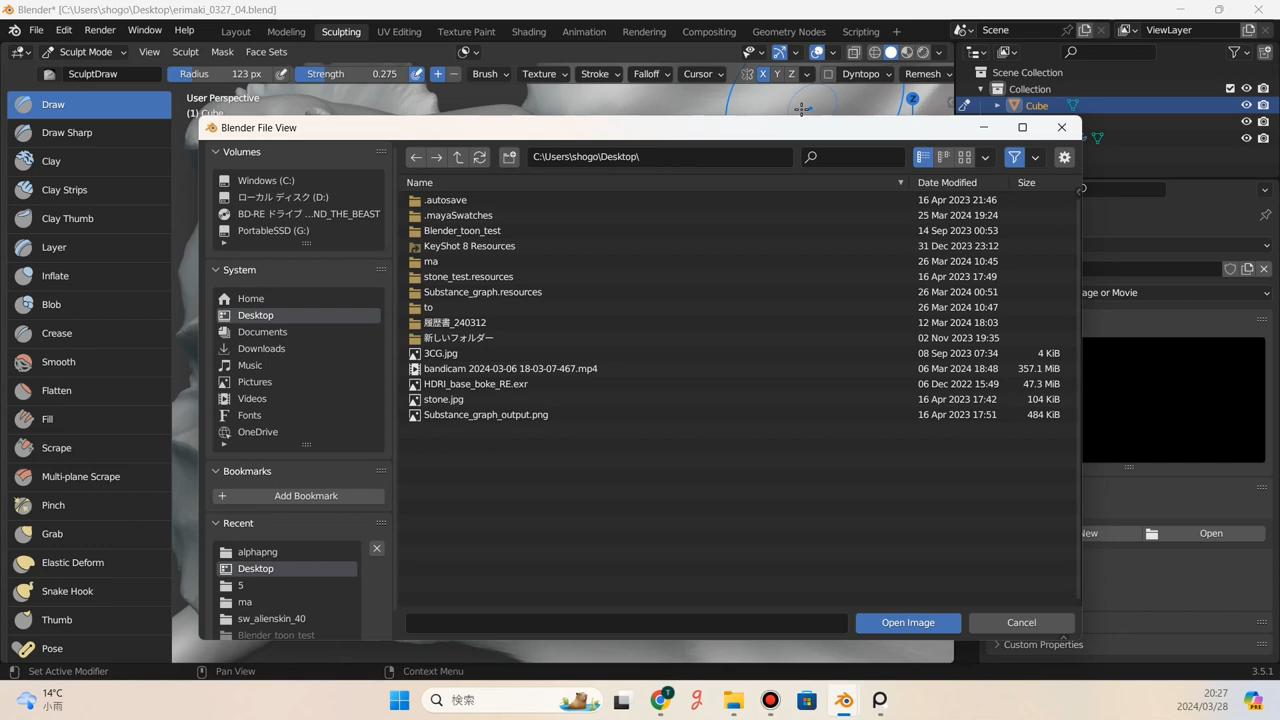 Blender* [C:\Users\shogo\Desktop\erimaki_0327_04.blend]
File Edit Render Window Help Layout Modeling Sculpting UV Editing Texture Paint Shading Animation Rendering Compositing Geometry Nodes Scripting + Scene ViewLayer
Sculpt Mode View Sculpt Mask Face Sets
SculptDraw Radius 123 px Strength 0.275 + − Brush Texture Stroke Falloff Cursor X Y Z Dyntopo Remesh
Scene Collection
Collection
Cube
User Perspective
(1) Cube
Z
Draw
Draw Sharp
Clay
Clay Strips
Clay Thumb
Layer
Inflate
Blob
Crease
Smooth
Flatten
Fill
Scrape
Multi-plane Scrape
Pinch
Grab
Elastic Deform
Snake Hook
Thumb
Pose
Blender File View
Volumes
Windows (C:)
ローカル ディスク (D:)
BD-RE ドライブ ...ND_THE_BEAST
PortableSSD (G:)
System
Home
Desktop
Documents
Downloads
Music
Pictures
Videos
Fonts
OneDrive
Bookmarks
+ Add Bookmark
Recent
alphapng
Desktop
5
ma
sw_alienskin_40
Blender toon test
C:\Users\shogo\Desktop\
Name Date Modified Size
.autosave 16 Apr 2023 21:46
.mayaSwatches 25 Mar 2024 19:24
Blender_toon_test 14 Sep 2023 00:53
KeyShot 8 Resources 31 Dec 2023 23:12
ma 26 Mar 2024 10:45
stone_test.resources 16 Apr 2023 17:49
Substance_graph.resources 26 Mar 2024 00:51
to 26 Mar 2024 10:47
履歴書_240312 12 Mar 2024 18:03
新しいフォルダー 02 Nov 2023 19:35
3CG.jpg 08 Sep 2023 07:34 4 KiB
bandicam 2024-03-06 18-03-07-467.mp4 06 Mar 2024 18:48 357.1 MiB
HDRI_base_boke_RE.exr 06 Dec 2022 15:49 47.3 MiB
stone.jpg 16 Apr 2023 17:42 104 KiB
Substance_graph_output.png 16 Apr 2023 17:51 484 KiB
Open Image Cancel
age or Movie
New Open
Custom Properties
Set Active Modifier Pan View Context Menu 3.5.1
14°C
小雨
検索
PRE
20:27
2024/03/28